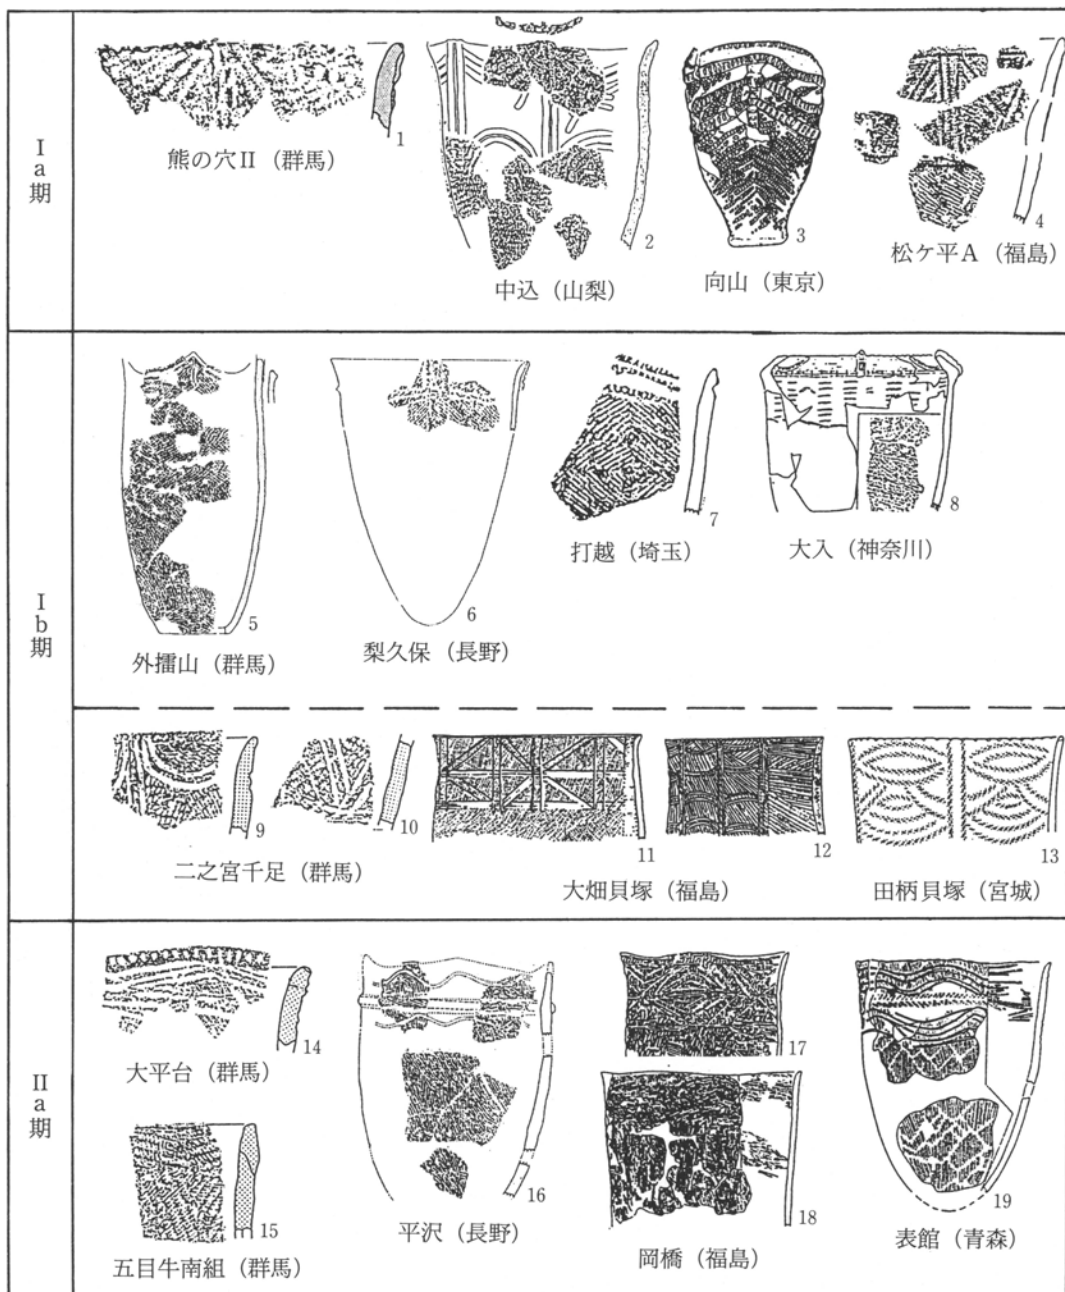 Ⅰa期
1
熊の穴Ⅱ（群馬）
2
中込（山梨）
3
向山（東京）
4
松ケ平A（福島）
Ⅰb期
5
外擂山（群馬）
6
梨久保（長野）
7
打越（埼玉）
8
大入（神奈川）
9
10
二之宮千足（群馬）
11
12
大畑貝塚（福島）
13
田柄貝塚（宮城）
Ⅱa期
14
大平台（群馬）
15
五目牛南組（群馬）
16
平沢（長野）
17
18
岡橋（福島）
19
表館（青森）